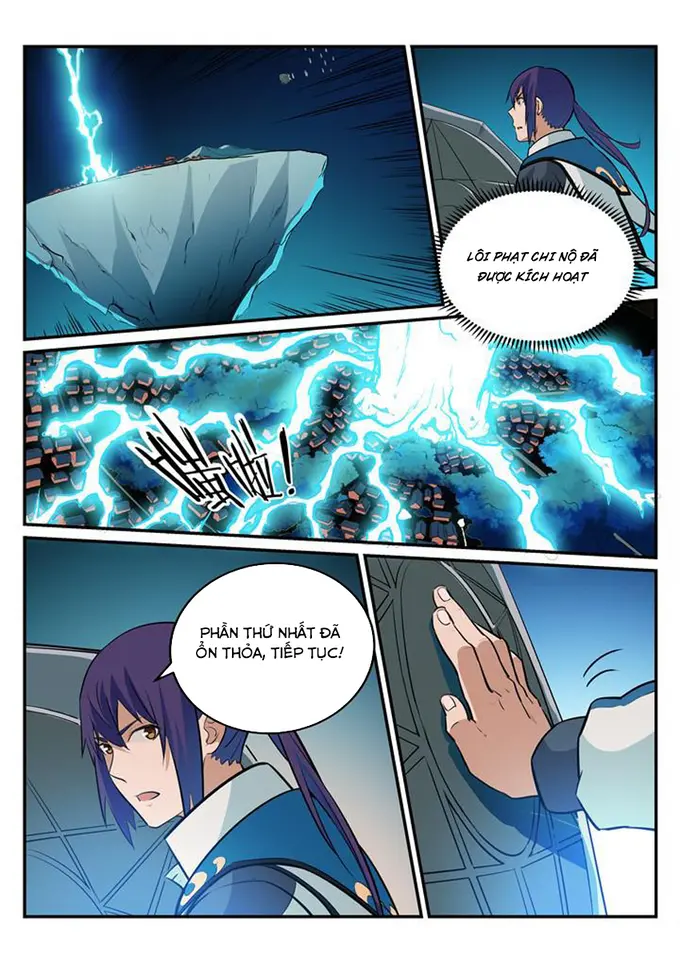 LÔI PHẠT CHI NỘ ĐÃ
ĐƯỢC KÍCH HOẠT
PHẦN THỨ NHẤT ĐÃ
ỔN THỎA, TIẾP TỤC!